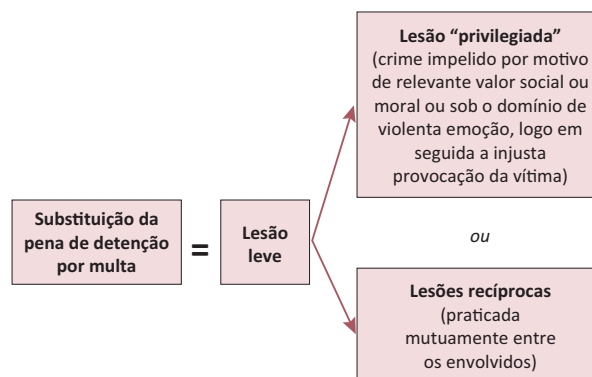 Substituição da
pena de detenção
por multa
=
Lesão
leve
Lesão “privilegiada”
(crime impelido por motivo
de relevante valor social ou
moral ou sob o domínio de
violenta emoção, logo em
seguida a injusta
provocação da vítima)
ou
Lesões recíprocas
(praticada
mutuamente entre
os envolvidos)